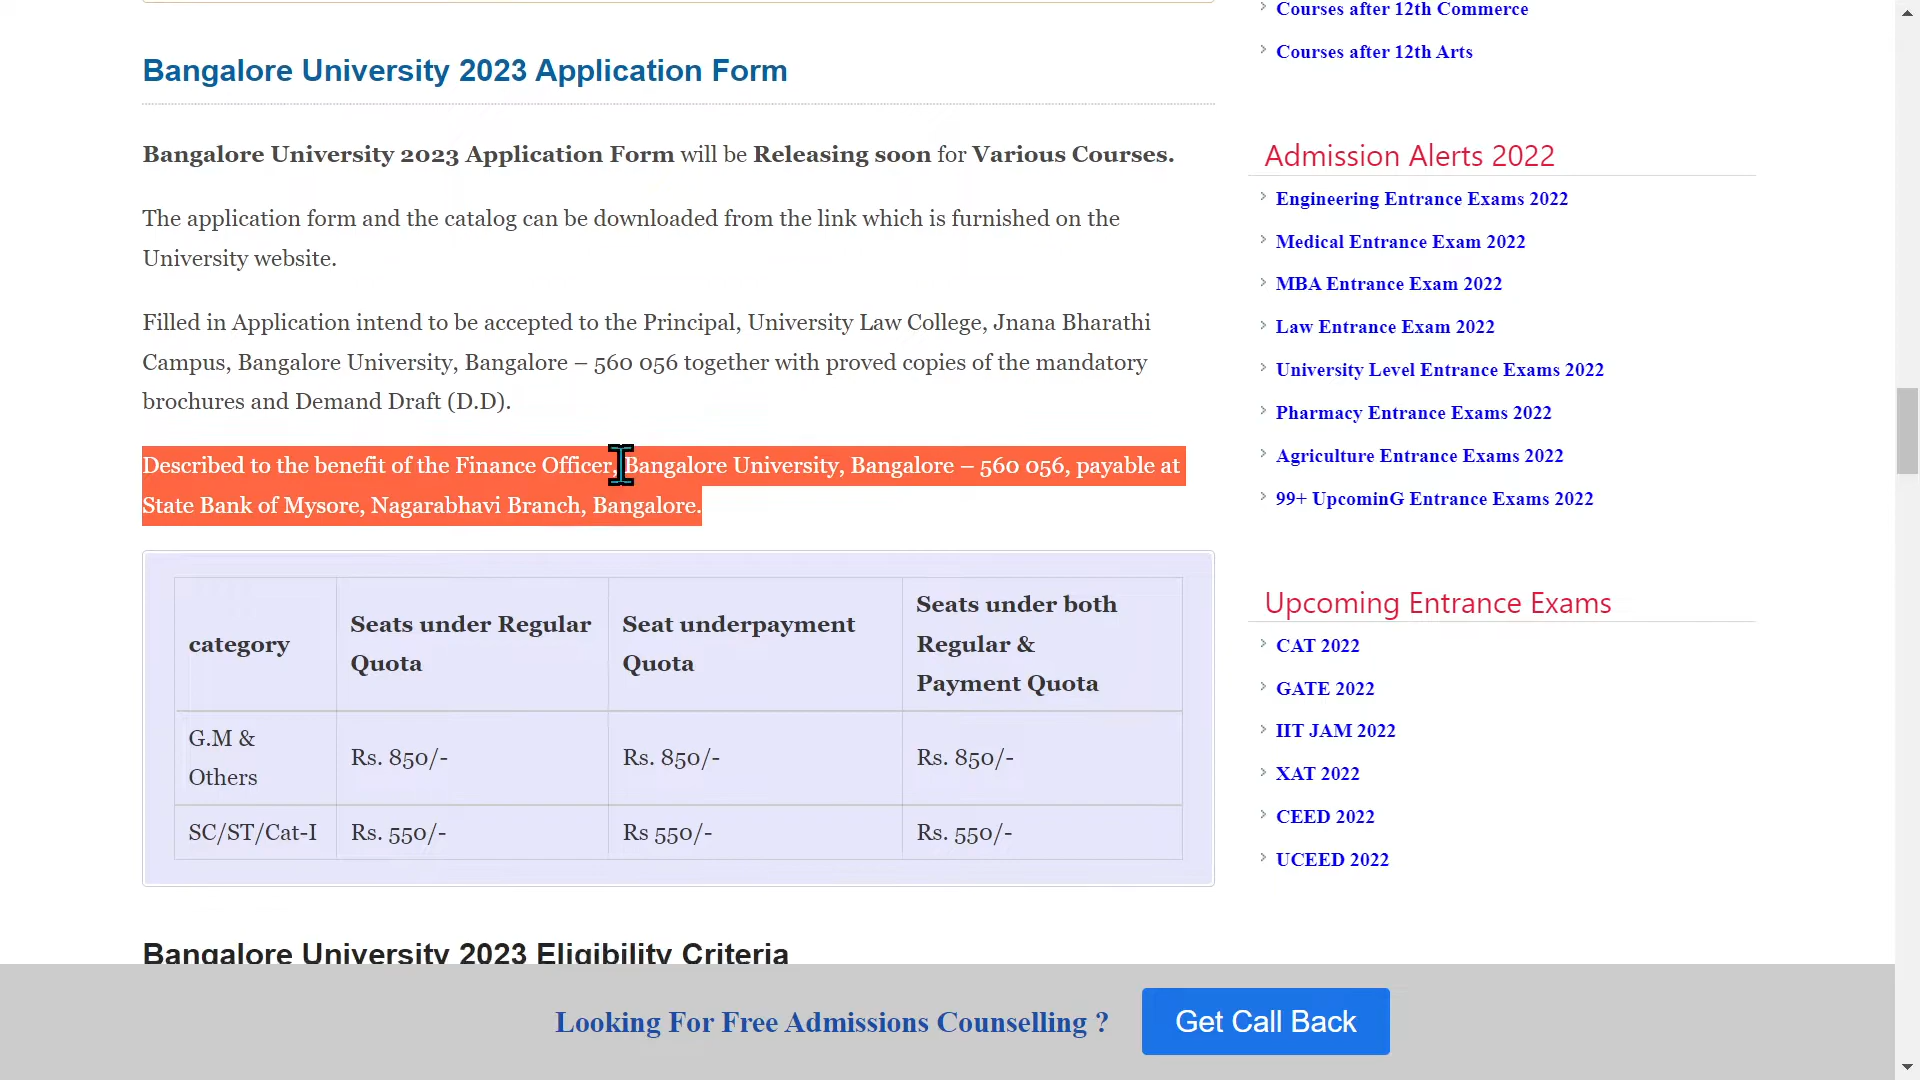 Courses after 12th Commerce
Courses after 12th Arts
Bangalore University 2023 Application Form
Bangalore University 2023 Application Form will be Releasing soon for Various Courses.
The application form and the catalog can be downloaded from the link which is furnished on the
University website.
Filled in Application intend to be accepted to the Principal, University Law College, Jnana Bharathi
Campus, Bangalore University, Bangalore – 560 056 together with proved copies of the mandatory
brochures and Demand Draft (D.D).
Described to the benefit of the Finance Officer, Bangalore University, Bangalore – 560 056, payable at
State Bank of Mysore, Nagarabhavi Branch, Bangalore.
category
Seats under Regular
Quota
Seat underpayment
Quota
Seats under both
Regular &
Payment Quota
G.M &
Others
Rs. 850/-
Rs. 850/-
Rs. 850/-
SC/ST/Cat-I
Rs. 550/-
Rs 550/-
Rs. 550/-
Bangalore University 2023 Eligibility Criteria
Admission Alerts 2022
Engineering Entrance Exams 2022
Medical Entrance Exam 2022
MBA Entrance Exam 2022
Law Entrance Exam 2022
University Level Entrance Exams 2022
Pharmacy Entrance Exams 2022
Agriculture Entrance Exams 2022
99+ UpcominG Entrance Exams 2022
Upcoming Entrance Exams
CAT 2022
GATE 2022
IIT JAM 2022
XAT 2022
CEED 2022
UCEED 2022
Looking For Free Admissions Counselling ?
Get Call Back